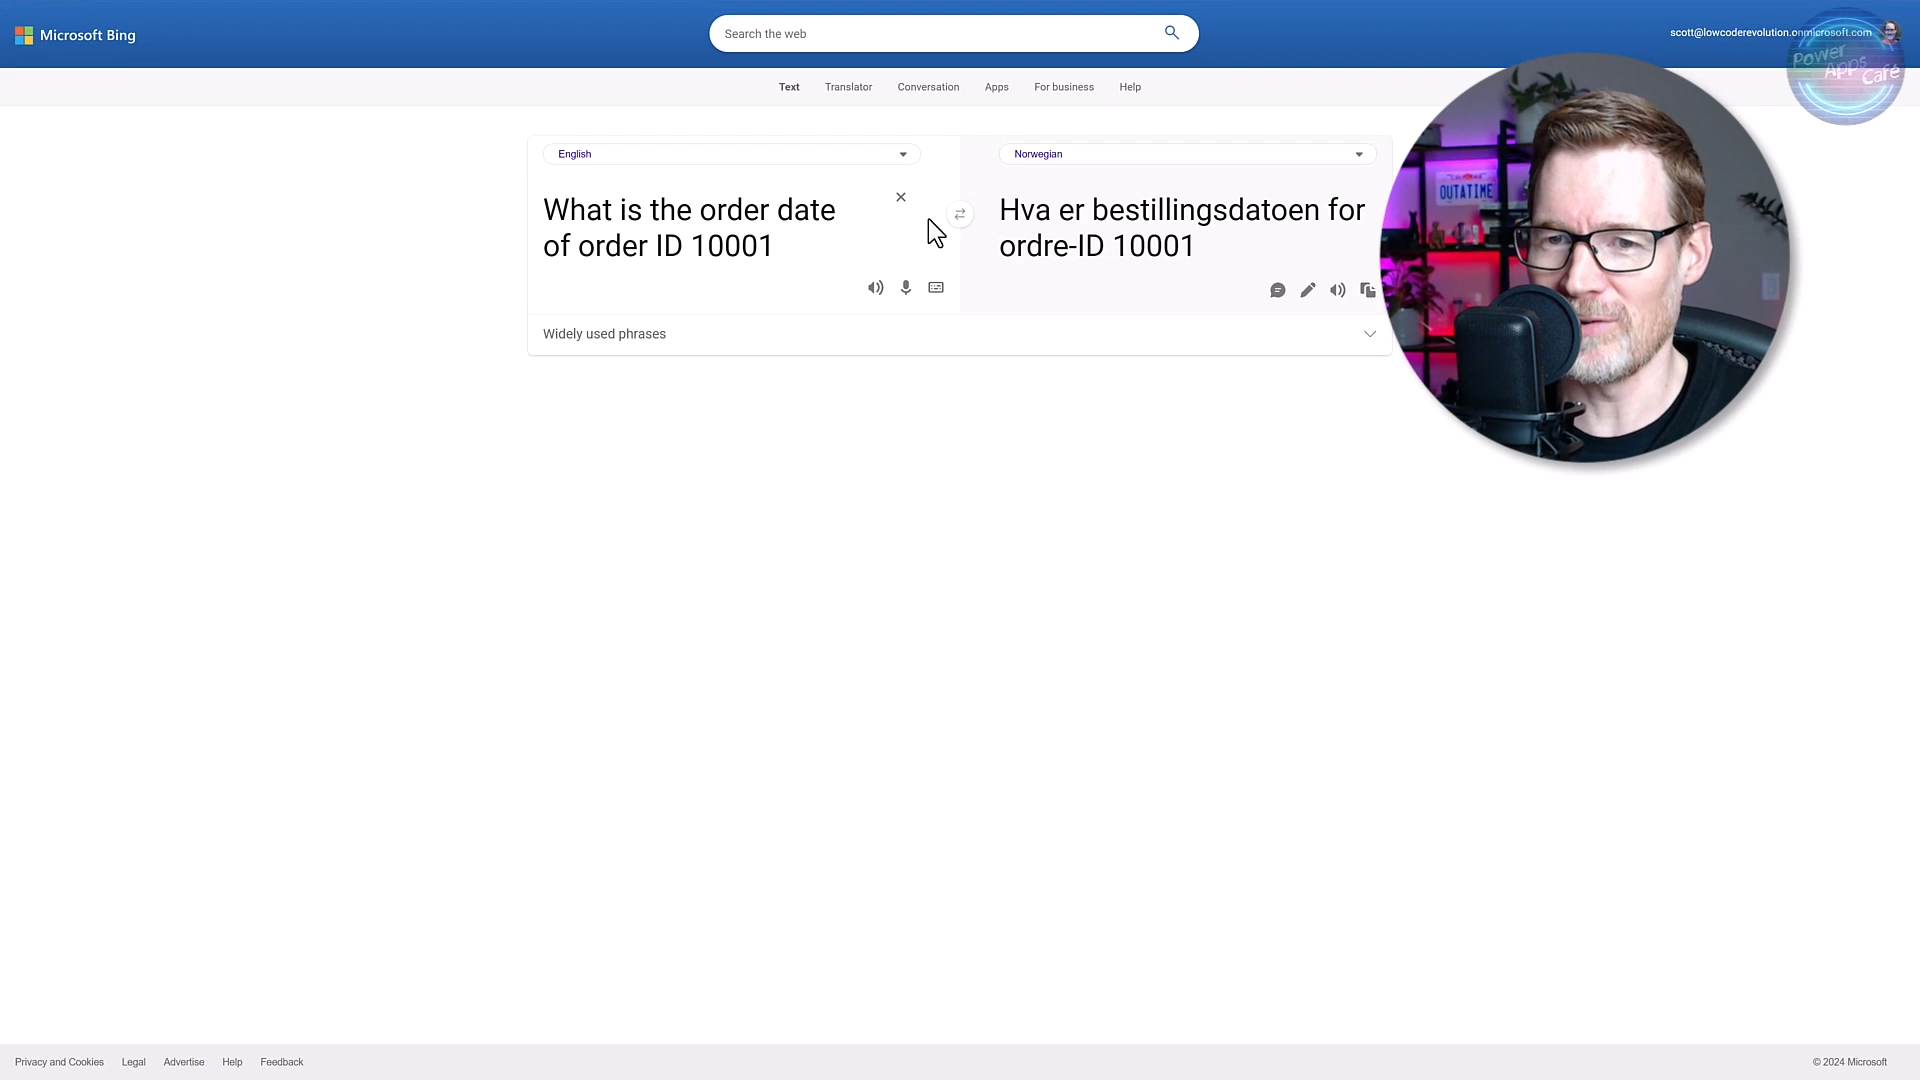 Microsoft Bing
Search the web
scott@lowcoderevolution.onmicrosoft.com
Power
Apps
Café
Text
Translator
Conversation
Apps
For business
Help
English
Norwegian
What is the order date
of order ID 10001
Hva er bestillingsdatoen for
ordre-ID 10001
OUTATIME
Widely used phrases
Privacy and Cookies
Legal
Advertise
Help
Feedback
© 2024 Microsoft